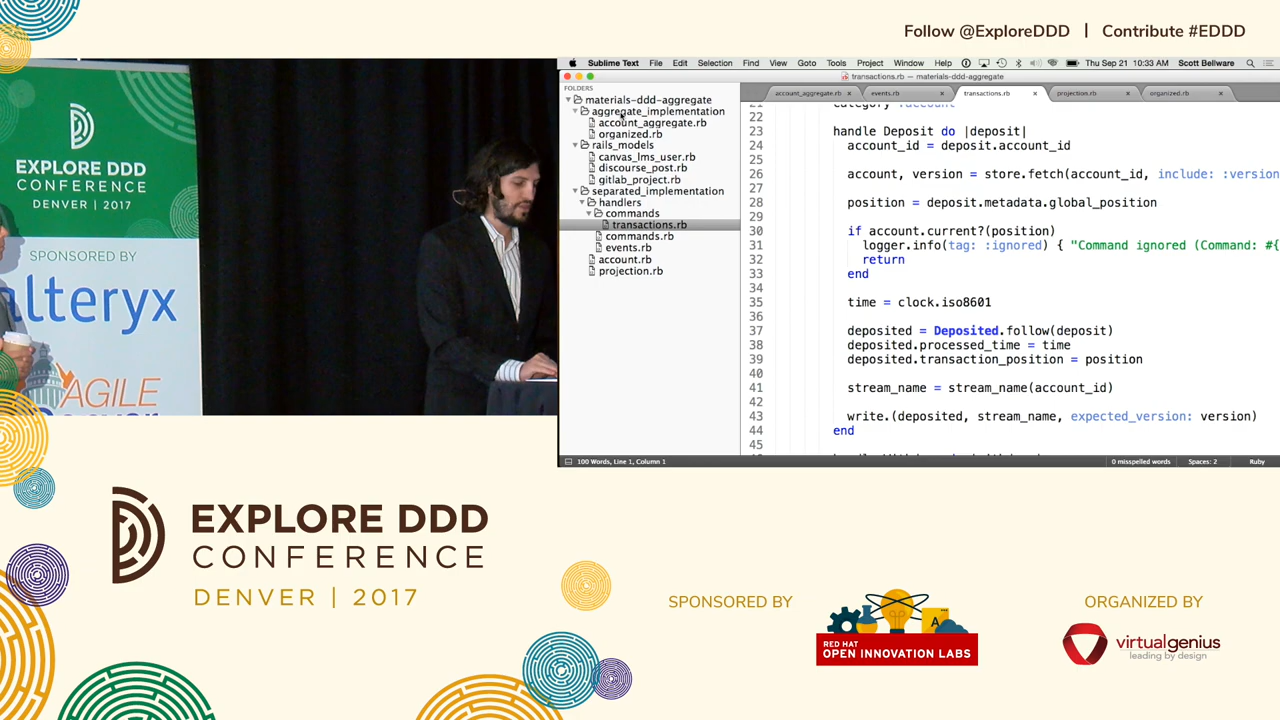 Follow @ExploreDDD | Contribute #EDDD
EXPLORE DDD
CONFERENCE
DENVER | 2017
SPONSORED BY
alteryx
AGILE
Sublime Text File Edit Selection Find View Goto Tools Project Window Help Thu Sep 21 10:33 AM Scott Bellware
transactions.rb — materials-ddd-aggregate
FOLDERS
materials-ddd-aggregate
aggregate_implementation
account_aggregate.rb
organized.rb
rails_models
canvas_lms_user.rb
discourse_post.rb
gitlab_project.rb
separated_implementation
handlers
commands
transactions.rb
commands.rb
events.rb
account.rb
projection.rb
account_aggregate.rb × events.rb × transactions.rb × projection.rb × organized.rb ×
21 category :account
22
23 handle Deposit do |deposit|
24 account_id = deposit.account_id
25
26 account, version = store.fetch(account_id, include: :version
27
28 position = deposit.metadata.global_position
29
30 if account.current?(position)
31 logger.info(tag: :ignored) { "Command ignored (Command: #{
32 return
33 end
34
35 time = clock.iso8601
36
37 deposited = Deposited.follow(deposit)
38 deposited.processed_time = time
39 deposited.transaction_position = position
40
41 stream_name = stream_name(account_id)
42
43 write.(deposited, stream_name, expected_version: version)
44 end
45
100 Words, Line 1, Column 1 0 misspelled words Spaces: 2 Ruby
EXPLORE DDD
CONFERENCE
DENVER | 2017
SPONSORED BY
A
RED HAT
OPEN INNOVATION LABS
ORGANIZED BY
virtualgenius
leading by design